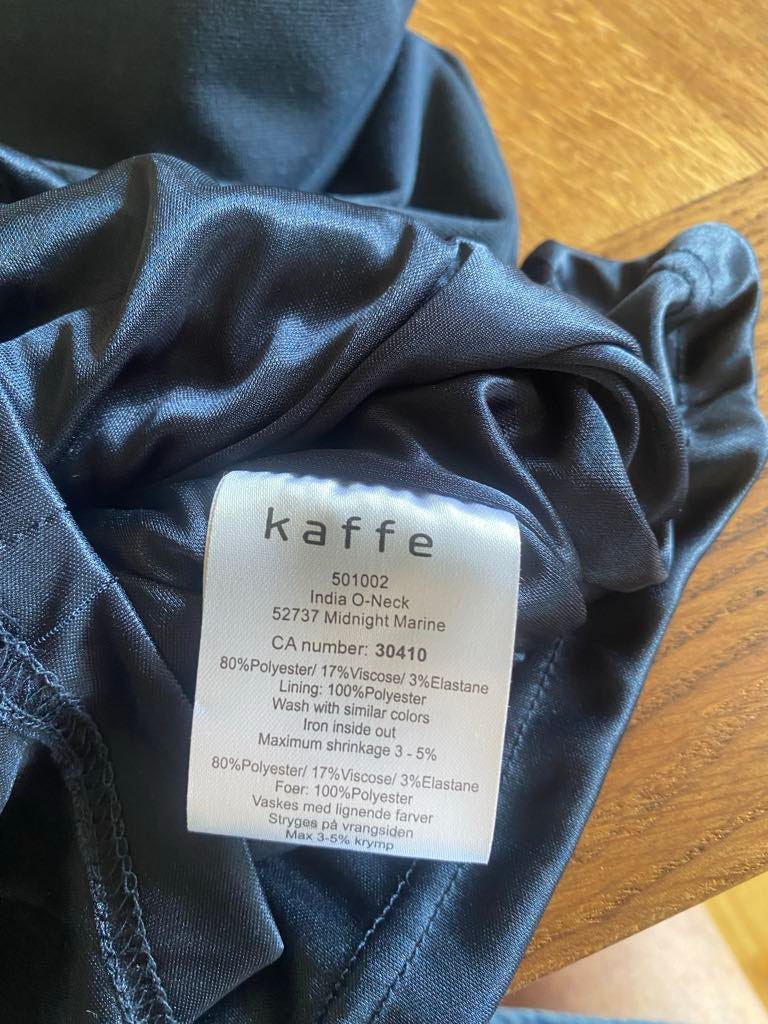 kaffe
501002
India O-Neck
52737 Midnight Marine
CA number: 30410
80%Polyester/ 17%Viscose/ 3%Elastane
Lining: 100%Polyester
Wash with similar colors
Iron inside out
Maximum shrinkage 3 - 5%
80%Polyester/ 17%Viscose/ 3%Elastane
Foer: 100%Polyester
Vaskes med lignende farver
Stryges på vrangsiden
Max 3-5% krymp